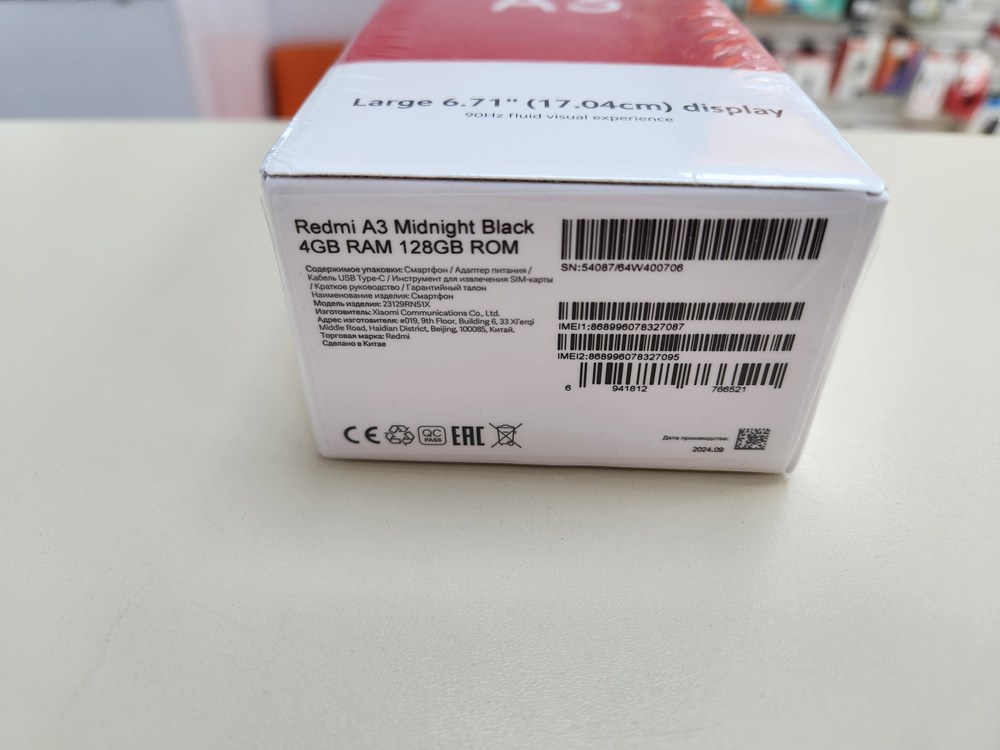 A3
Large 6.71" (17.04cm) display
90Hz fluid visual experience
Redmi A3 Midnight Black
4GB RAM 128GB ROM
Содержимое упаковки: Смартфон / Адаптер питания /
Кабель USB Type-C / Инструмент для извлечения SIM-карты
/ Краткое руководство / Гарантийный талон
Наименование изделия: Смартфон
Модель изделия: 23129RN51X
Изготовитель: Xiaomi Communications Co., Ltd.
Адрес изготовителя: #019, 9th Floor, Building 6, 33 Xi'erqi
Middle Road, Haidian District, Beijing, 100085, Китай.
Торговая марка: Redmi
Сделано в Китае
SN:54087/64W400706
IMEI1:868996078327087
IMEI2:868996078327095
6 941812 766521
CE QC PASS EAC
Дата производства:
2024.09